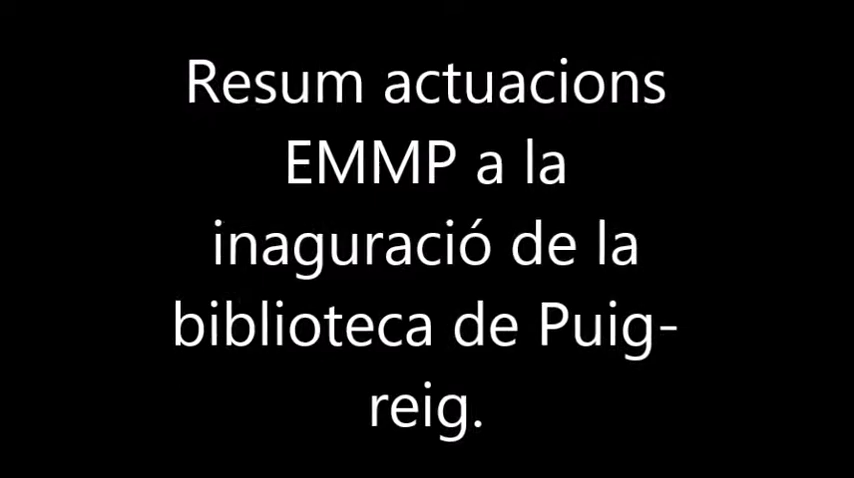 Resum actuacions
EMMP a la
inaguració de la
biblioteca de Puig-
reig.